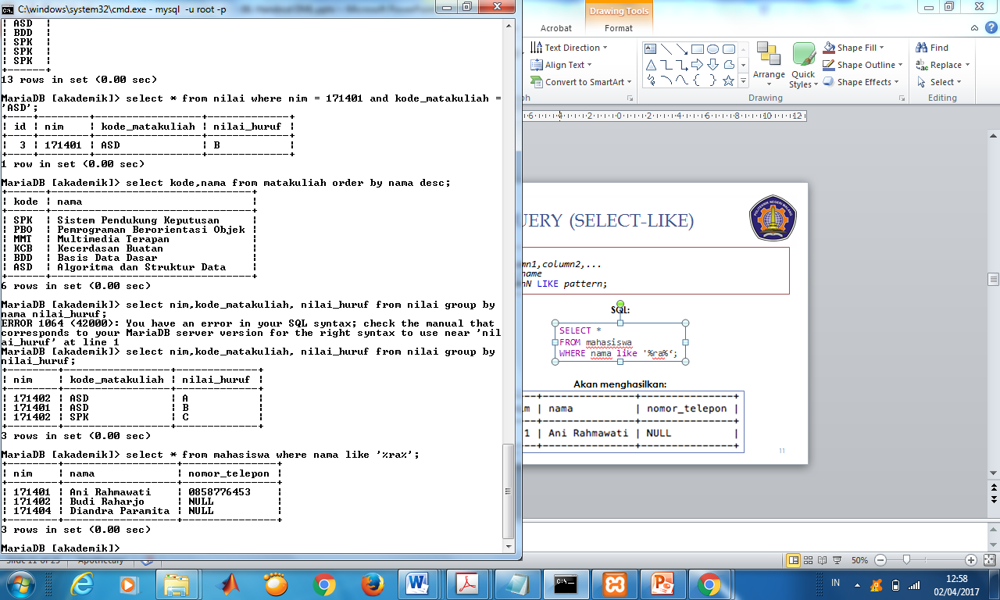 C:\windows\system32\cmd.exe - mysql -u root -p
| ASD |
| BDD |
| SPK |
| SPK |
| SPK |
+------+
13 rows in set (0.00 sec)
MariaDB [akademik]> select * from nilai where nim = 171401 and kode_matakuliah =
'ASD';
+----+--------+-----------------+-------------+
| id | nim | kode_matakuliah | nilai_huruf |
+----+--------+-----------------+-------------+
| 3 | 171401 | ASD | B |
+----+--------+-----------------+-------------+
1 row in set (0.00 sec)
MariaDB [akademik]> select kode,nama from matakuliah order by nama desc;
+------+--------------------------------+
| kode | nama |
+------+--------------------------------+
| SPK | Sistem Pendukung Keputusan |
| PBO | Pemrograman Berorientasi Objek |
| MMT | Multimedia Terapan |
| KCB | Kecerdasan Buatan |
| BDD | Basis Data Dasar |
| ASD | Algoritma dan Struktur Data |
+------+--------------------------------+
6 rows in set (0.00 sec)
MariaDB [akademik]> select nim,kode_matakuliah, nilai_huruf from nilai group by
nama nilai_huruf;
ERROR 1064 (42000): You have an error in your SQL syntax; check the manual that
corresponds to your MariaDB server version for the right syntax to use near 'nil
ai_huruf' at line 1
MariaDB [akademik]> select nim,kode_matakuliah, nilai_huruf from nilai group by
nilai_huruf;
+--------+-----------------+-------------+
| nim | kode_matakuliah | nilai_huruf |
+--------+-----------------+-------------+
| 171402 | ASD | A |
| 171401 | ASD | B |
| 171402 | SPK | C |
+--------+-----------------+-------------+
3 rows in set (0.00 sec)
MariaDB [akademik]> select * from mahasiswa where nama like '%ra%';
+--------+------------------+---------------+
| nim | nama | nomor_telepon |
+--------+------------------+---------------+
| 171401 | Ani Rahmawati | 0858776453 |
| 171402 | Budi Raharjo | NULL |
| 171404 | Diandra Paramita | NULL |
+--------+------------------+---------------+
3 rows in set (0.00 sec)
MariaDB [akademik]>
Drawing Tools
Acrobat Format
Text Direction
Align Text
Convert to SmartArt
Arrange
Quick
Styles
Shape Fill
Shape Outline
Shape Effects
Drawing
Find
Replace
Select
Editing
6 4 2 0 2 4 6 8 10 12
UERY (SELECT-LIKE)
mn1,column2,...
name
nN LIKE pattern;
SQL:
SELECT *
FROM mahasiswa
WHERE nama like '%ra%‘;
Akan menghasilkan:
m | nama | nomor_telepon |
1 | Ani Rahmawati | NULL |
11
Slide 11 of 25 "Apothecary"
50%
IN
12:58
02/04/2017